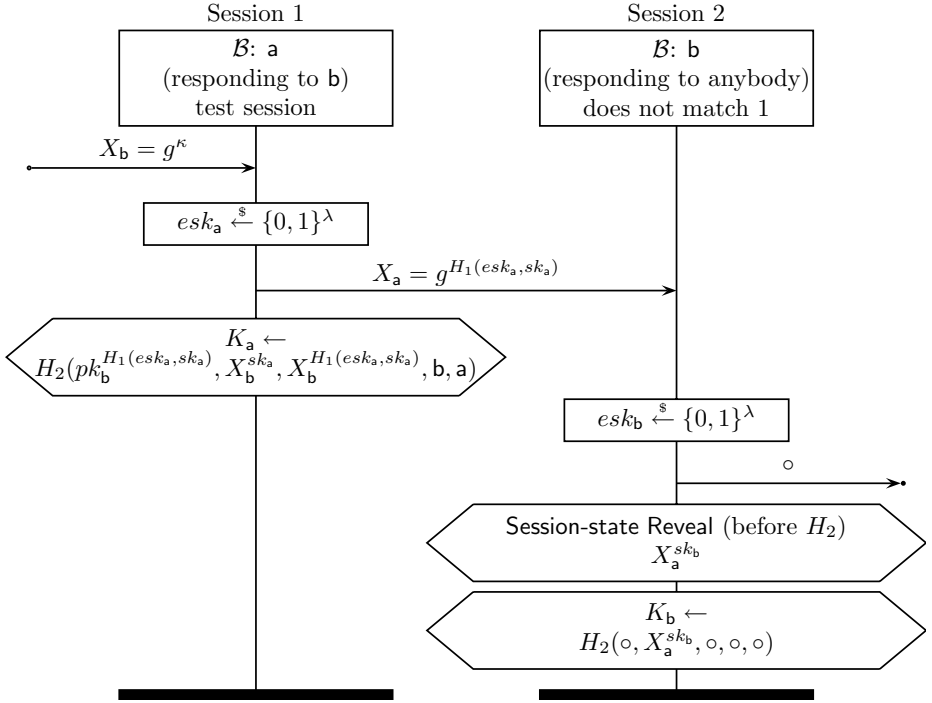 Session 1
Session 2
𝓑: a
(responding to b)
test session
𝓑: b
(responding to anybody)
does not match 1
X_b = g^κ
esk_a ←$ {0, 1}^λ
X_a = g^{H_1(esk_a, sk_a)}
K_a ←
H_2(pk_b^{H_1(esk_a, sk_a)}, X_b^{sk_a}, X_b^{H_1(esk_a, sk_a)}, b, a)
esk_b ←$ {0, 1}^λ
○
Session-state Reveal (before H_2)
X_a^{sk_b}
K_b ←
H_2(○, X_a^{sk_b}, ○, ○, ○)